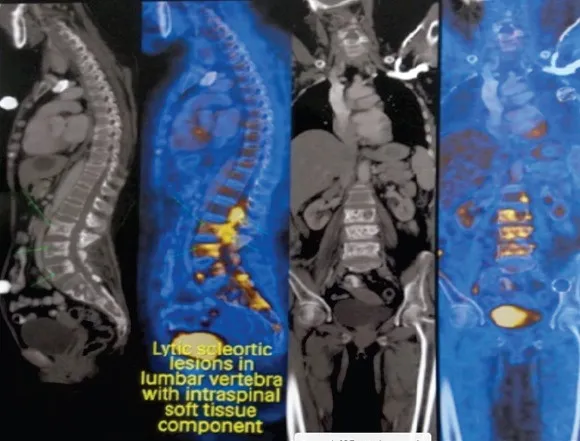 Lytic scleortic
lesions in
lumbar vertebra
with intraspinal
soft tissue
component